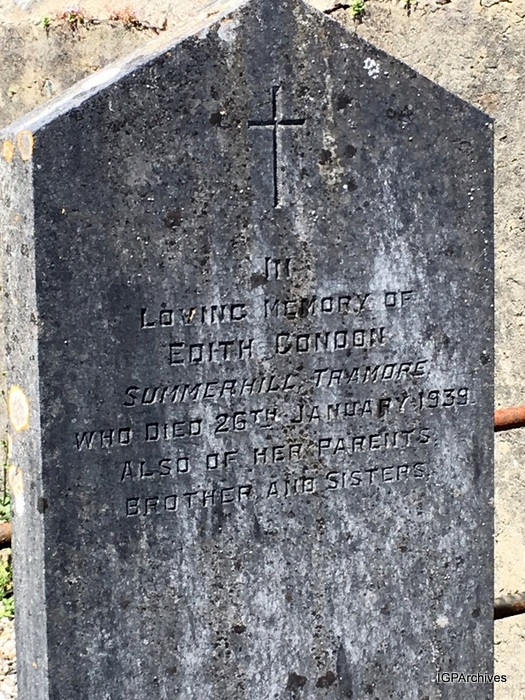 IN
LOVING MEMORY OF
EDITH CONDON
SUMMERHILL, TRAMORE
WHO DIED 26TH JANUARY 1939.
ALSO OF HER PARENTS,
BROTHER AND SISTERS.
IGPArchives